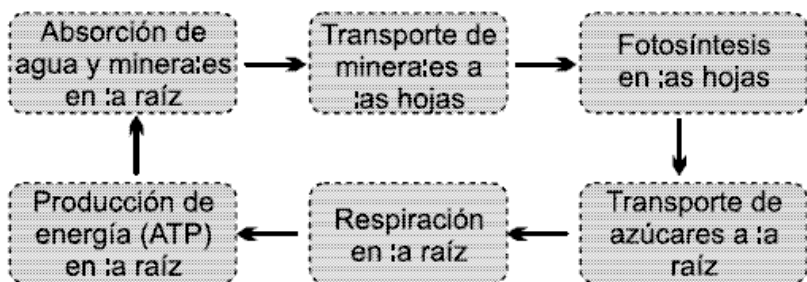 Absorción de
agua y minerales
en la raíz
Transporte de
minerales a
las hojas
Fotosíntesis
en las hojas
Producción de
energía (ATP)
en la raíz
Respiración
en la raíz
Transporte de
azúcares a la
raíz